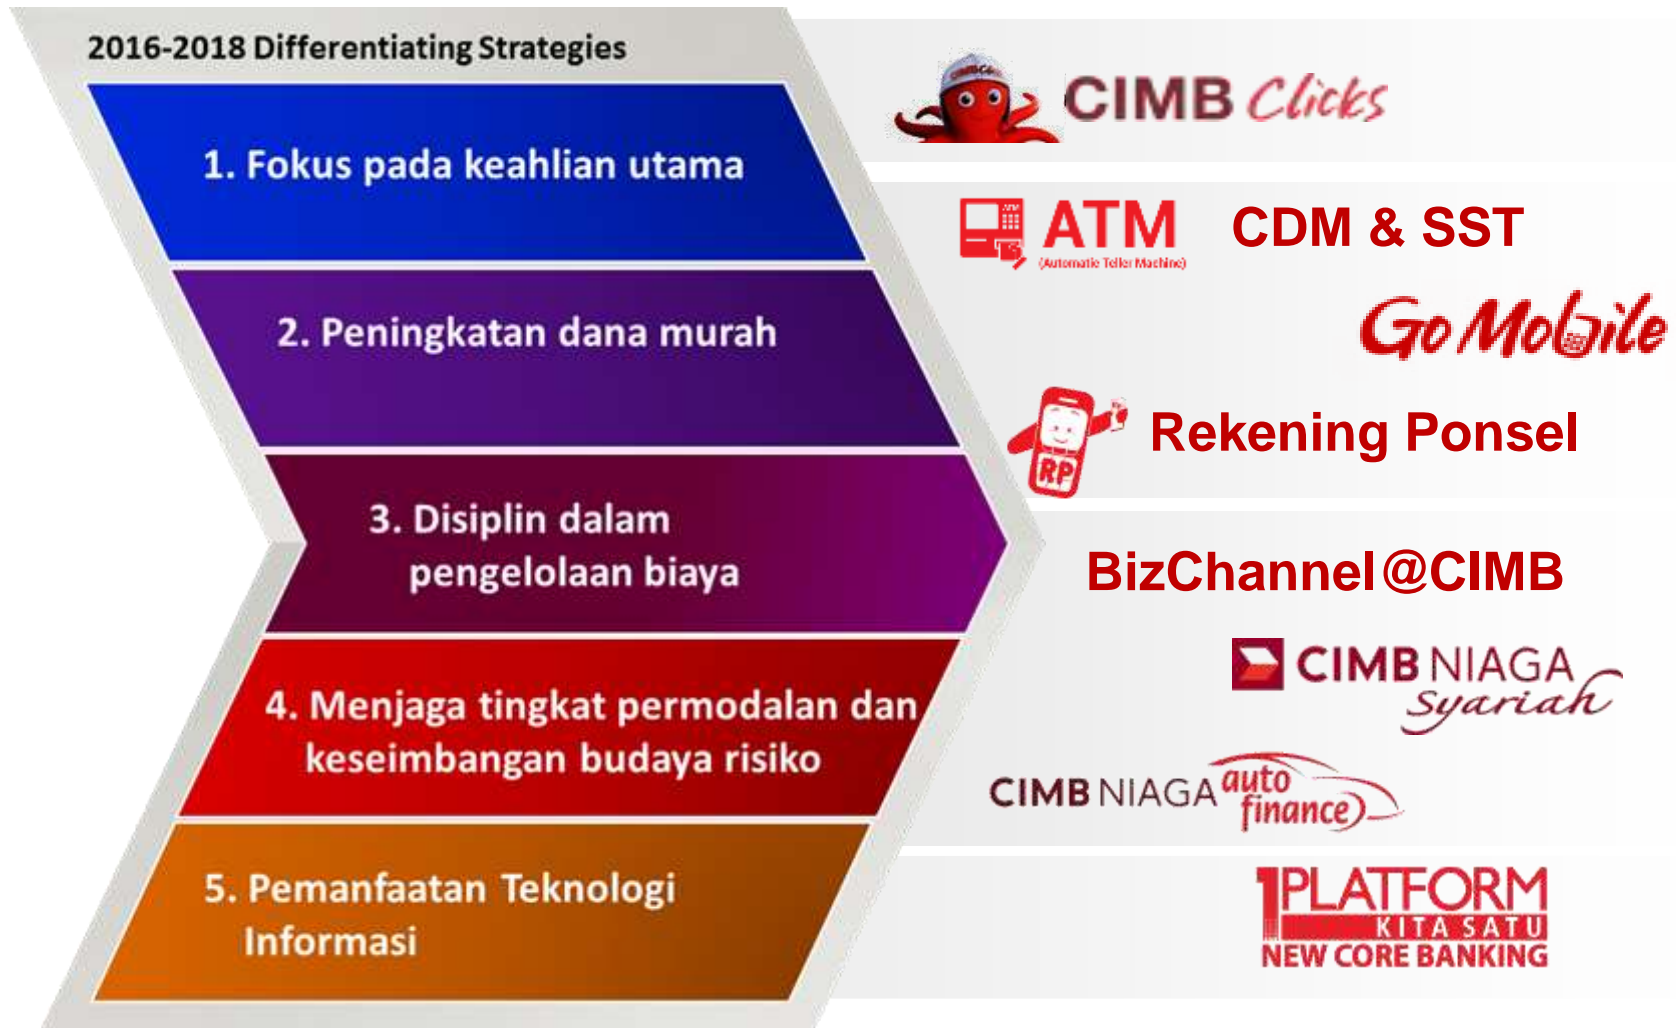 2016-2018 Differentiating Strategies
1. Fokus pada keahlian utama
2. Peningkatan dana murah
3. Disiplin dalam
pengelolaan biaya
4. Menjaga tingkat permodalan dan
keseimbangan budaya risiko
5. Pemanfaatan Teknologi
Informasi
CIMB Clicks
ATM
(Automatic Teller Machine)
CDM & SST
Go Mobile
RP
Rekening Ponsel
BizChannel@CIMB
CIMB NIAGA
Syariah
CIMB NIAGA auto
finance
1PLATFORM
KITA SATU
NEW CORE BANKING